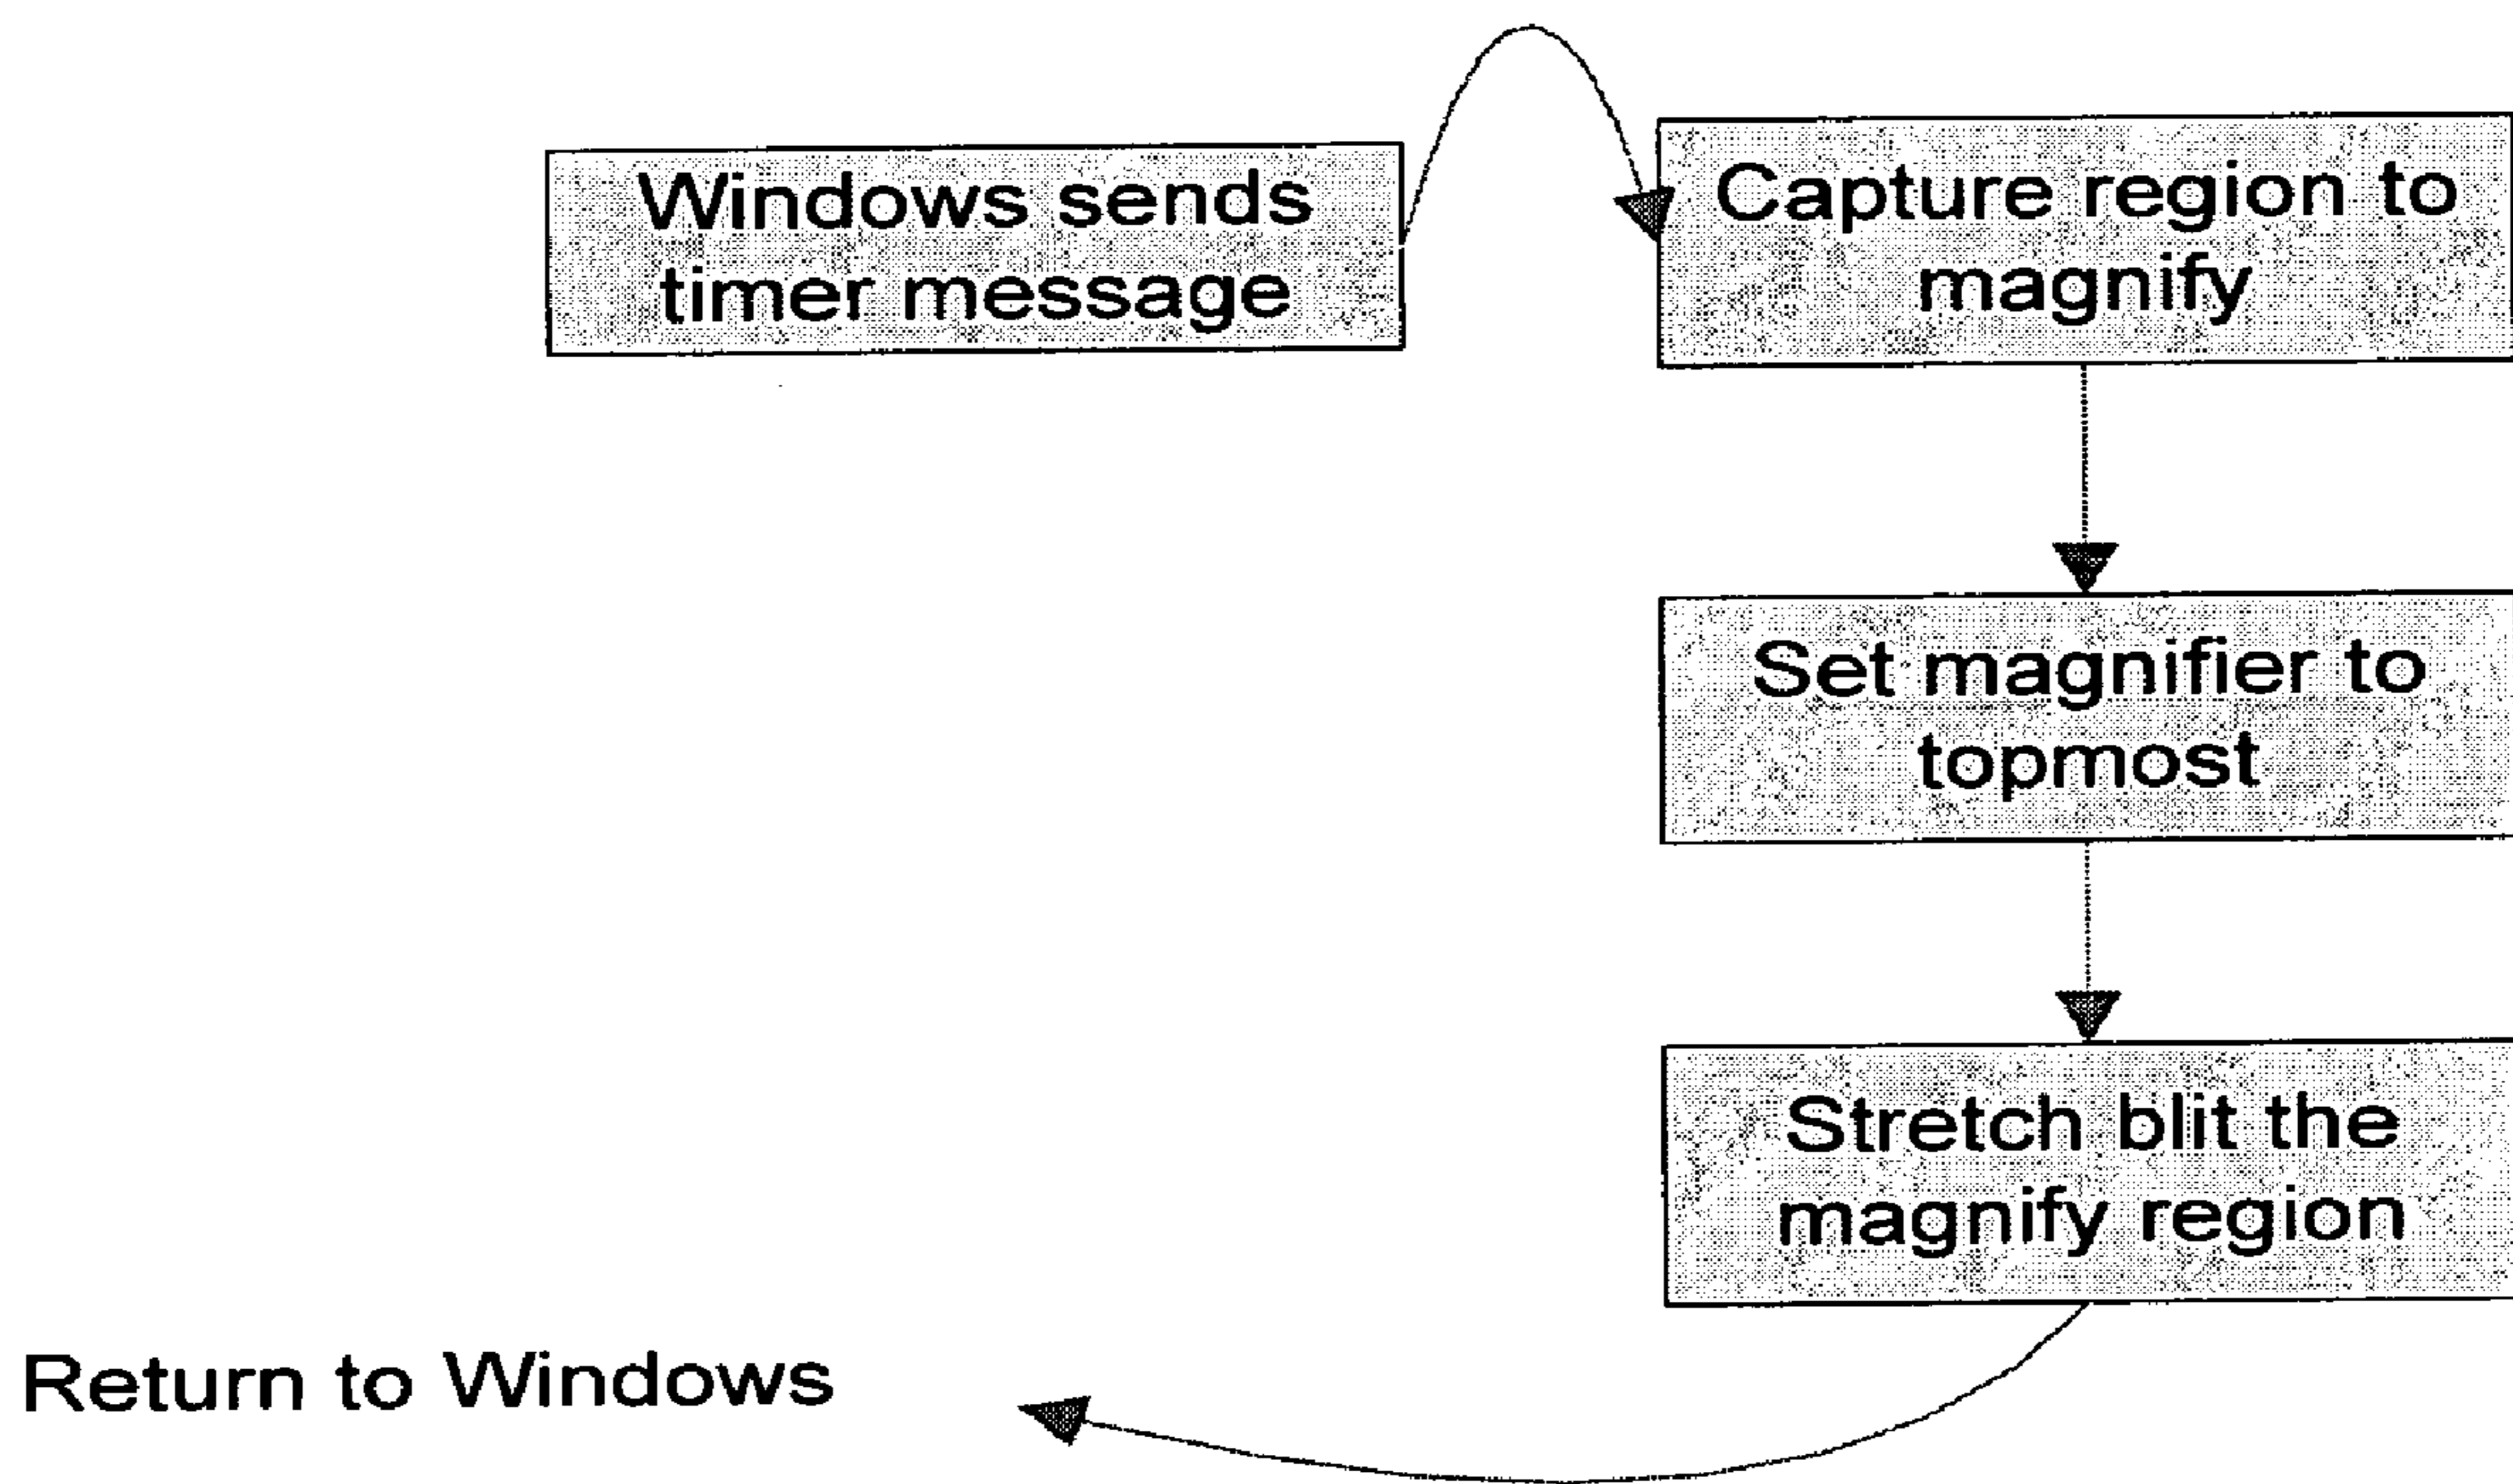 Windows sends
timer message
Capture region to
magnify
Set magnifier to
topmost
Stretch blit the
magnify region
Return to Windows